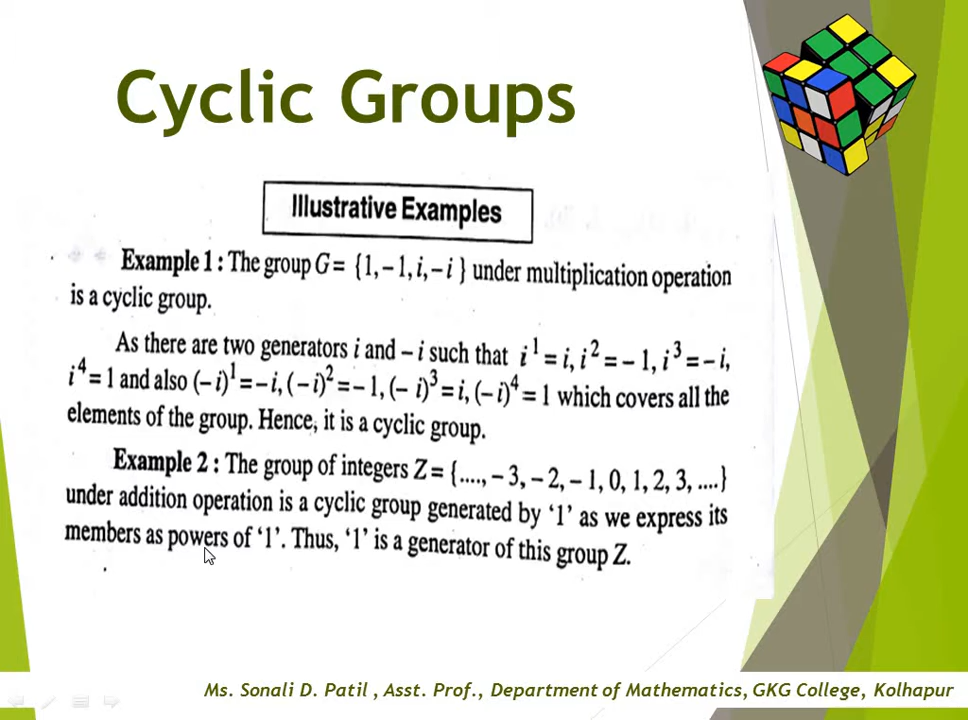 Cyclic Groups
Illustrative Examples
Example 1 : The group G = {1, – 1, i, – i } under multiplication operation
is a cyclic group.
As there are two generators i and – i such that i¹ = i, i² = – 1, i³ = – i,
i⁴ = 1 and also (– i)¹ = – i, (– i)² = – 1, (– i)³ = i, (– i)⁴ = 1 which covers all the
elements of the group. Hence, it is a cyclic group.
Example 2 : The group of integers Z = {...., – 3, – 2, – 1, 0, 1, 2, 3, ....}
under addition operation is a cyclic group generated by ‘1’ as we express its
members as powers of ‘1’. Thus, ‘1’ is a generator of this group Z.
Ms. Sonali D. Patil , Asst. Prof., Department of Mathematics, GKG College, Kolhapur